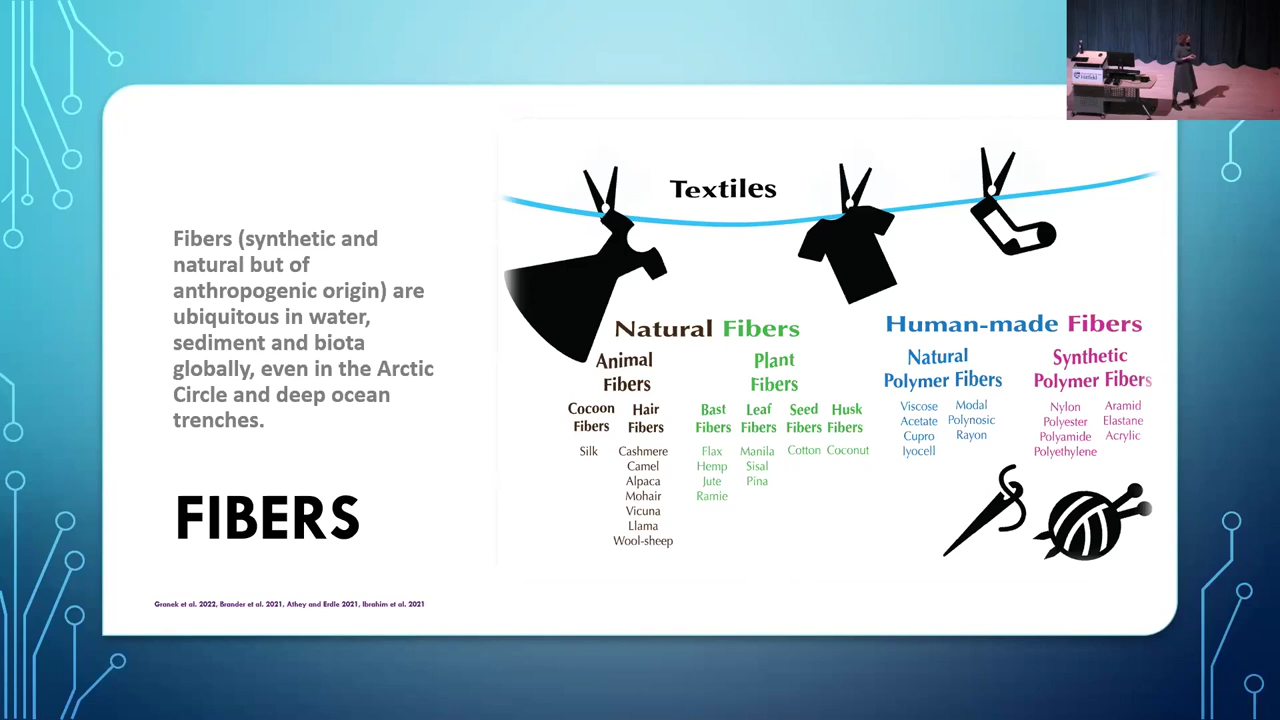 Fibers (synthetic and
natural but of
anthropogenic origin) are
ubiquitous in water,
sediment and biota
globally, even in the Arctic
Circle and deep ocean
trenches.
FIBERS
Granek et al. 2022, Brander et al. 2021, Athey and Erdle 2021, Ibrahim et al. 2021
Textiles
Natural Fibers
Animal
Fibers
Cocoon
Fibers
Silk
Hair
Fibers
Cashmere
Camel
Alpaca
Mohair
Vicuna
Llama
Wool-sheep
Plant
Fibers
Bast
Fibers
Flax
Hemp
Jute
Ramie
Leaf
Fibers
Manila
Sisal
Pina
Seed
Fibers
Cotton
Husk
Fibers
Coconut
Human-made Fibers
Natural
Polymer Fibers
Viscose
Acetate
Cupro
lyocell
Modal
Polynosic
Rayon
Synthetic
Polymer Fibers
Nylon
Polyester
Polyamide
Polyethylene
Aramid
Elastane
Acrylic